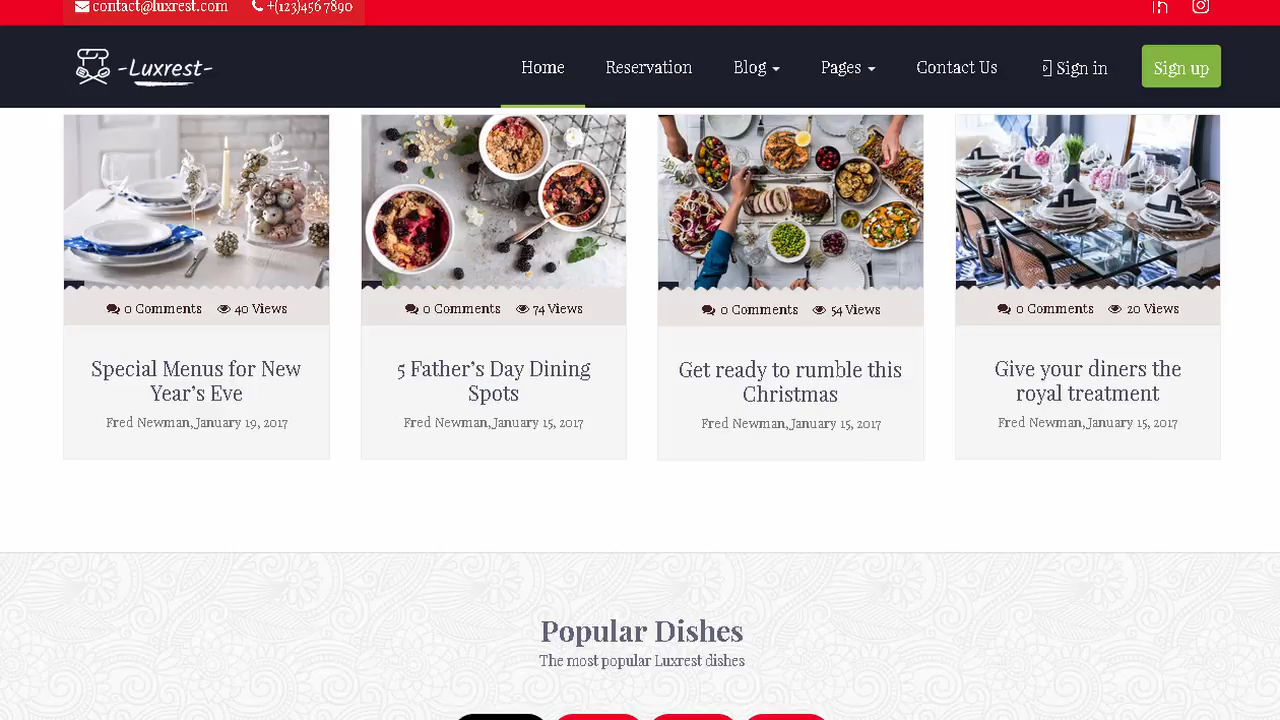 contact@luxrest.com +(123)456 7890
-Luxrest- Home Reservation Blog Pages Contact Us Sign in Sign up
0 Comments 40 Views 0 Comments 74 Views 0 Comments 54 Views 0 Comments 20 Views
Special Menus for New
Year's Eve
Fred Newman, January 19, 2017
5 Father's Day Dining
Spots
Fred Newman, January 15, 2017
Get ready to rumble this
Christmas
Fred Newman, January 15, 2017
Give your diners the
royal treatment
Fred Newman, January 15, 2017
Popular Dishes
The most popular Luxrest dishes